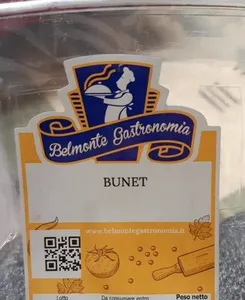 Belmonte Gastronomia
BUNET
www.belmontegastronomia.it
Lotto
Da consumare entro
Peso netto